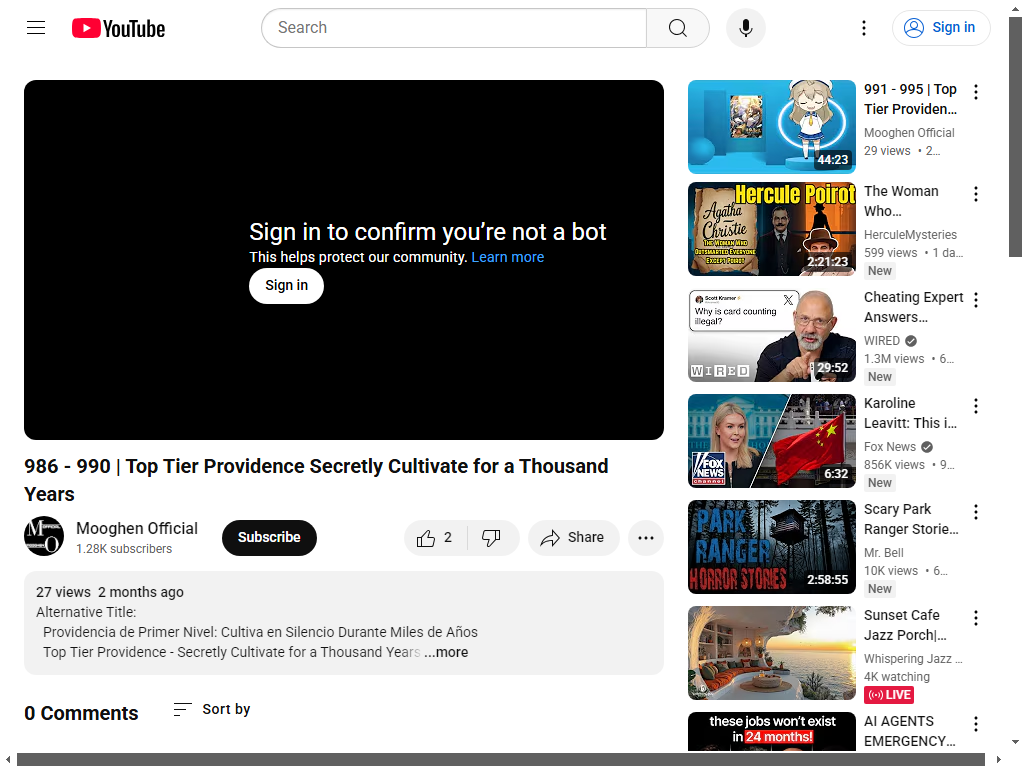 YouTube
Search
Sign in
Sign in to confirm you’re not a bot
This helps protect our community. Learn more
Sign in
986 - 990 | Top Tier Providence Secretly Cultivate for a Thousand
Years
Mooghen Official
1.28K subscribers
Subscribe
2
Share
27 views 2 months ago
Alternative Title:
Providencia de Primer Nivel: Cultiva en Silencio Durante Miles de Años
Top Tier Providence - Secretly Cultivate for a Thousand Years ...more
0 Comments
Sort by
44:23
991 - 995 | Top
Tier Providen...
Mooghen Official
29 views • 2...
Hercule Poirot
Agatha
Christie
The Woman Who
Outsmarted Everyone
Except Poirot
2:21:23
The Woman
Who...
HerculeMysteries
599 views • 1 da...
New
Scott Kramer
Why is card counting
illegal?
WIRED
29:52
Cheating Expert
Answers...
WIRED
1.3M views • 6...
New
FOX
NEWS
channel
6:32
Karoline
Leavitt: This i...
Fox News
856K views • 9...
New
PARK
RANGER
HORROR STORIES
2:58:55
Scary Park
Ranger Storie...
Mr. Bell
10K views • 6...
New
Sunset Cafe
Jazz Porch|...
Whispering Jazz ...
4K watching
LIVE
these jobs won't exist
in 24 months!
AI AGENTS
EMERGENCY...